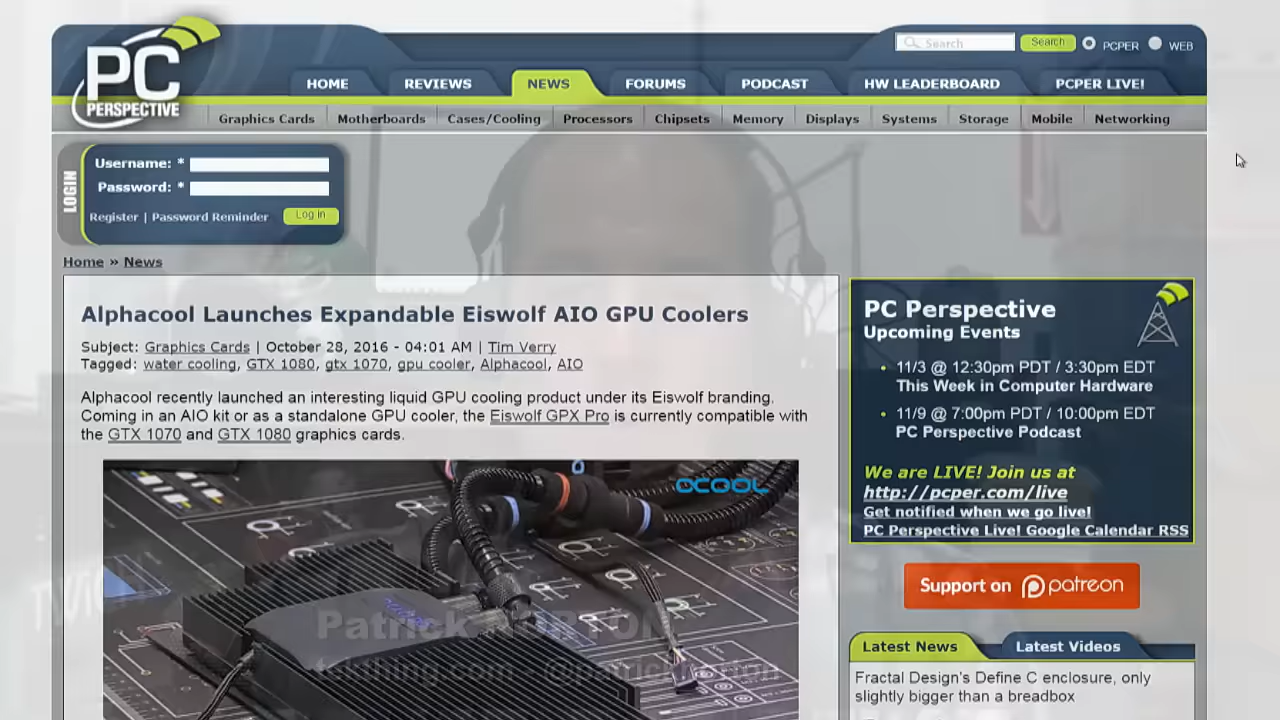 PC
PERSPECTIVE
Search
Search
PCPER
WEB
HOME
REVIEWS
NEWS
FORUMS
PODCAST
HW LEADERBOARD
PCPER LIVE!
Graphics Cards
Motherboards
Cases/Cooling
Processors
Chipsets
Memory
Displays
Systems
Storage
Mobile
Networking
LOGIN
Username: *
Password: *
Register | Password Reminder
Log in
Home » News
Alphacool Launches Expandable Eiswolf AIO GPU Coolers
Subject: Graphics Cards | October 28, 2016 - 04:01 AM | Tim Verry
Tagged: water cooling, GTX 1080, gtx 1070, gpu cooler, Alphacool, AIO
Alphacool recently launched an interesting liquid GPU cooling product under its Eiswolf branding.
Coming in an AIO kit or as a standalone GPU cooler, the Eiswolf GPX Pro is currently compatible with
the GTX 1070 and GTX 1080 graphics cards.
COOL
Patrick NORTON
tekthing.com - @patricknorton
PC Perspective
Upcoming Events
11/3 @ 12:30pm PDT / 3:30pm EDT
This Week in Computer Hardware
11/9 @ 7:00pm PDT / 10:00pm EDT
PC Perspective Podcast
We are LIVE! Join us at
http://pcper.com/live
Get notified when we go live!
PC Perspective Live! Google Calendar RSS
Support on patreon
Latest News
Latest Videos
Fractal Design's Define C enclosure, only
slightly bigger than a breadbox